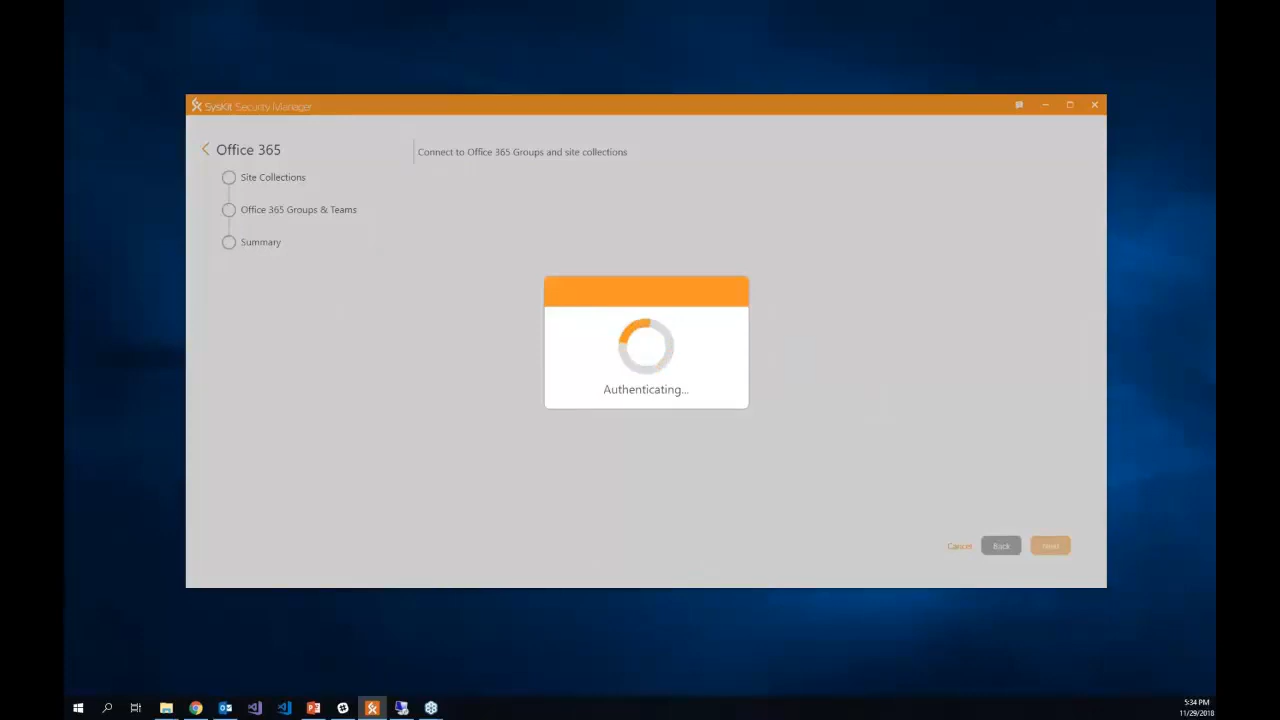 SysKit Security Manager
Office 365
Connect to Office 365 Groups and site collections
Site Collections
Office 365 Groups & Teams
Summary
Authenticating...
Cancel
Back
Next
5:34 PM
11/29/2018